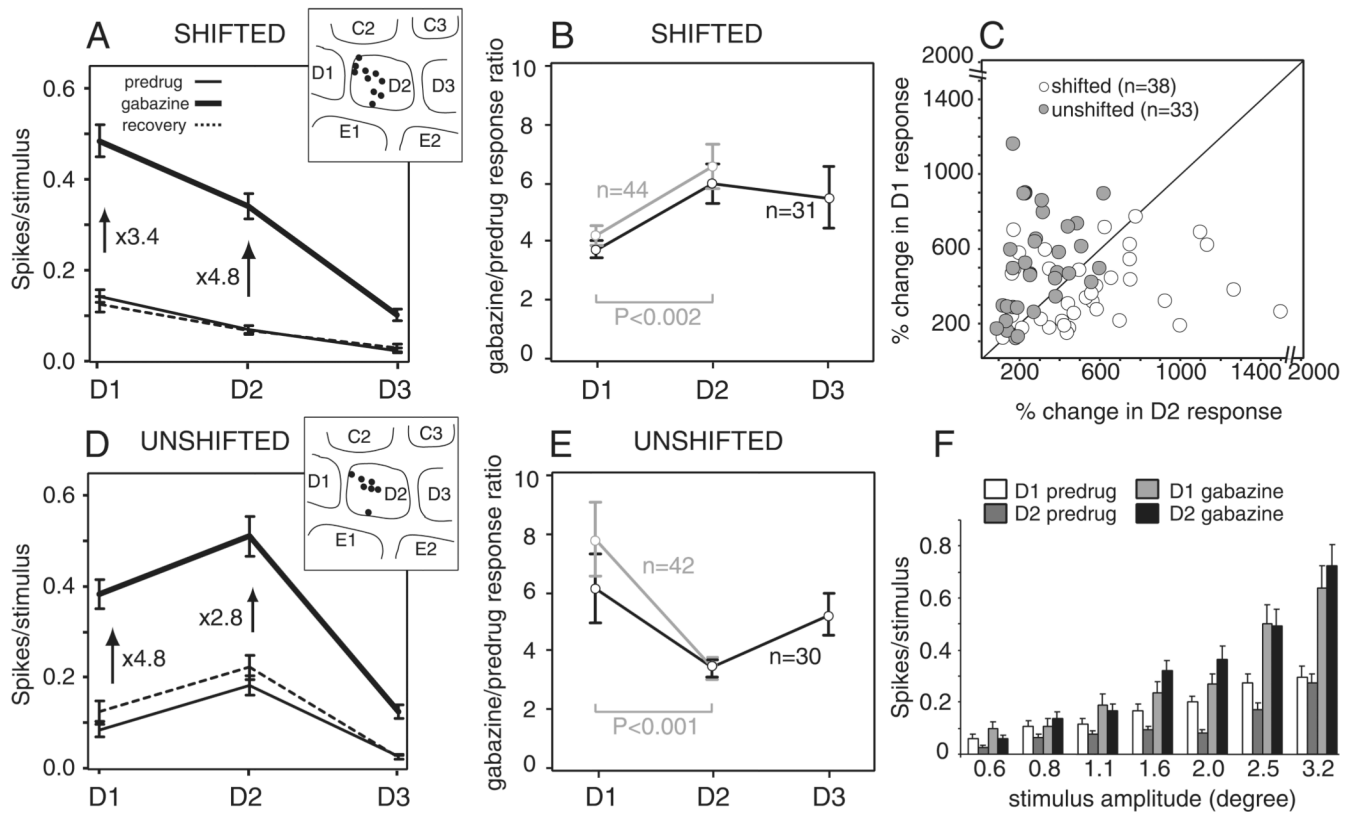 A SHIFTED
Spikes/stimulus
0.6
0.4
0.2
0.0
predrug
gabazine
recovery
x3.4
x4.8
D1 D2 D3
C2 C3
D1 D2 D3
E1 E2
B SHIFTED
gabazine/predrug response ratio
10
8
6
4
2
0
n=44
n=31
P<0.002
D1 D2 D3
C
% change in D1 response
2000
1400
1000
600
200
shifted (n=38)
unshifted (n=33)
200 600 1000 1400 2000
% change in D2 response
D UNSHIFTED
Spikes/stimulus
0.6
0.4
0.2
0.0
x4.8
x2.8
D1 D2 D3
C2 C3
D1 D2 D3
E1 E2
E UNSHIFTED
gabazine/predrug response ratio
10
8
6
4
2
0
n=42
n=30
P<0.001
D1 D2 D3
F
D1 predrug D1 gabazine
D2 predrug D2 gabazine
Spikes/stimulus
0.8
0.6
0.4
0.2
0
0.6 0.8 1.1 1.6 2.0 2.5 3.2
stimulus amplitude (degree)